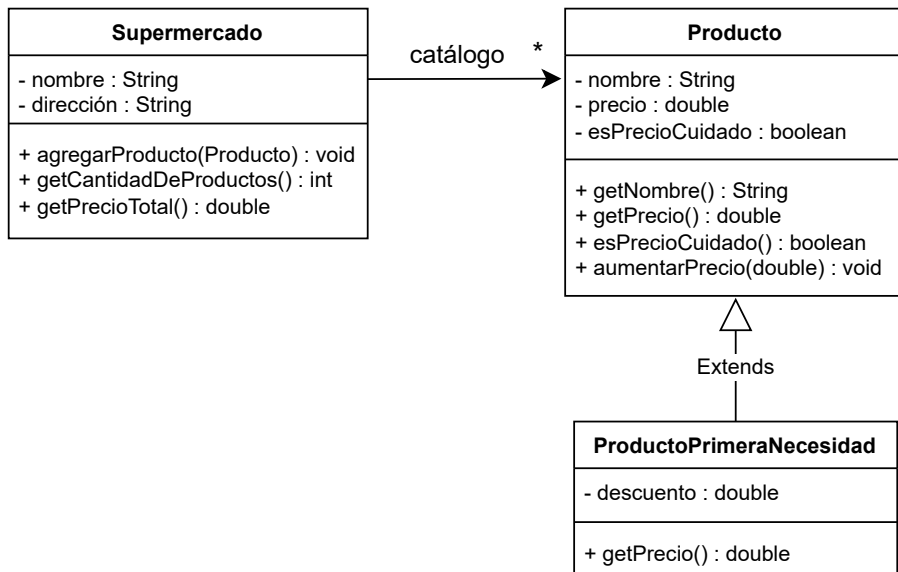 Supermercado
- nombre : String
- dirección : String
+ agregarProducto(Producto) : void
+ getCantidadDeProductos() : int
+ getPrecioTotal() : double
catálogo *
Producto
- nombre : String
- precio : double
- esPrecioCuidado : boolean
+ getNombre() : String
+ getPrecio() : double
+ esPrecioCuidado() : boolean
+ aumentarPrecio(double) : void
Extends
ProductoPrimeraNecesidad
- descuento : double
+ getPrecio() : double